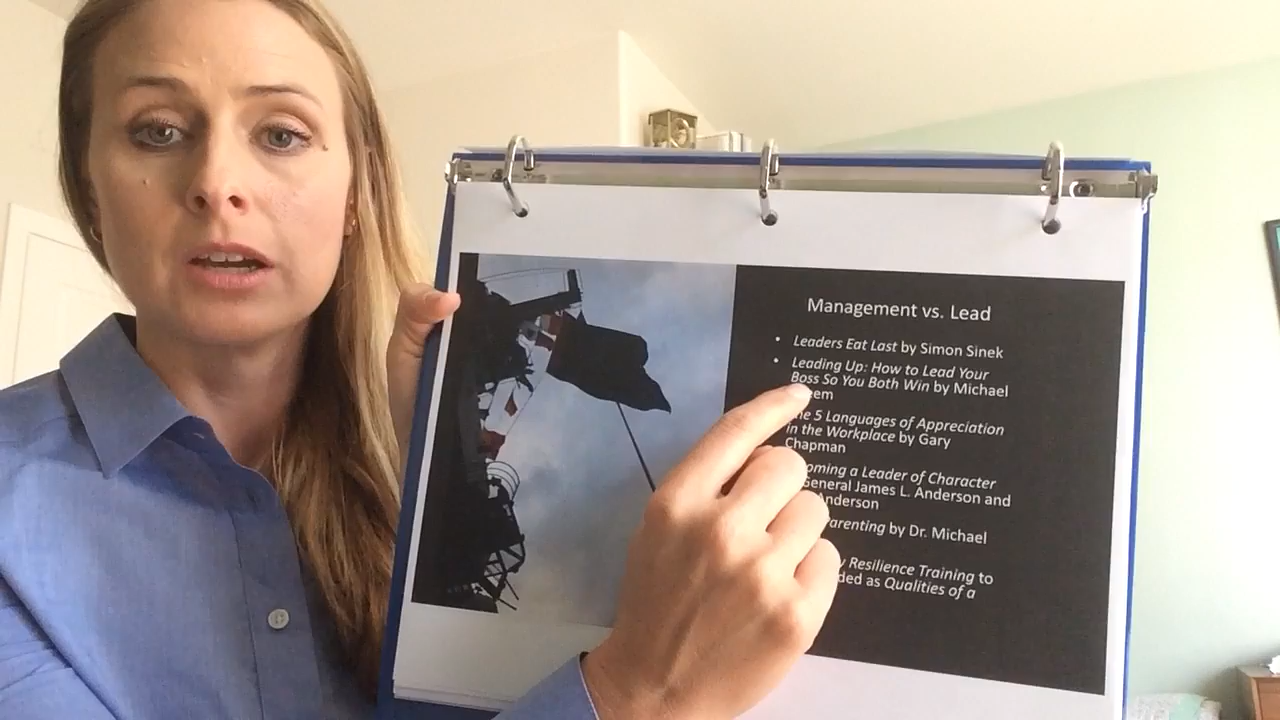 Management vs. Lead
• Leaders Eat Last by Simon Sinek
• Leading Up: How to Lead Your
Boss So You Both Win by Michael
eem
5 Languages of Appreciation
in the Workplace by Gary
Chapman
oming a Leader of Character
General James L. Anderson and
Anderson
arenting by Dr. Michael
Resilience Training to
ded as Qualities of a